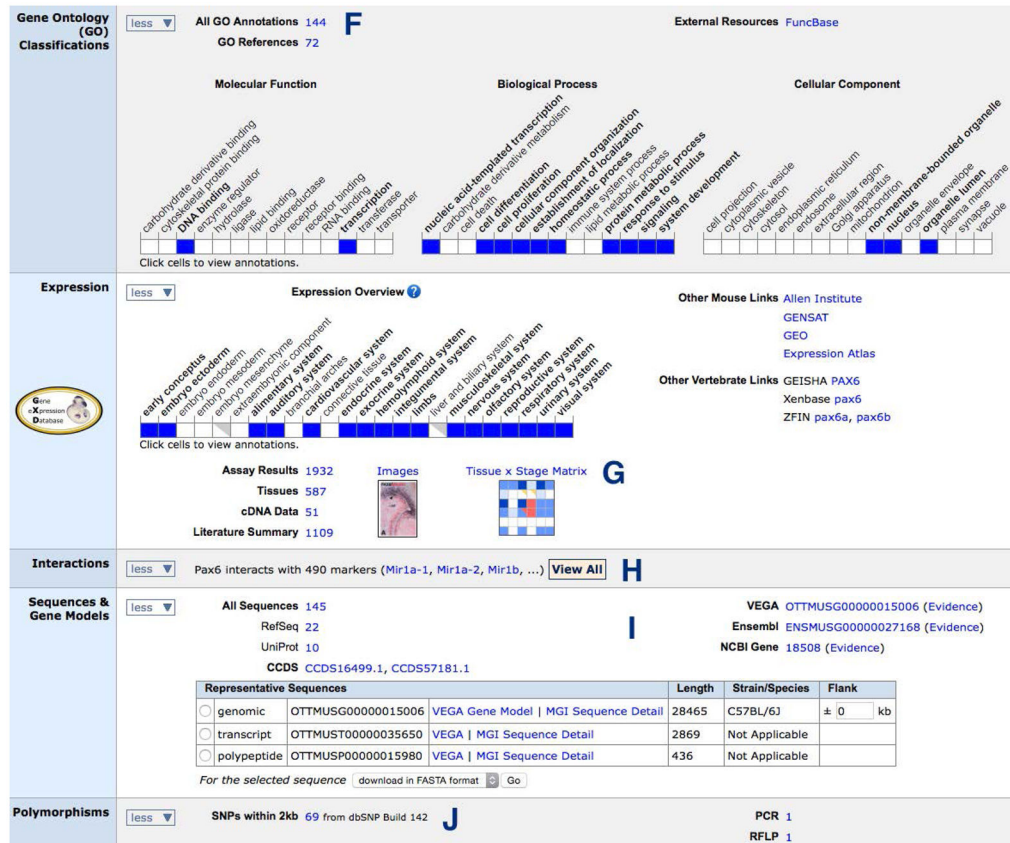 Gene Ontology (GO) Classifications
less ▼
All GO Annotations 144
F
GO References 72
External Resources FuncBase
Molecular Function
Biological Process
Cellular Component
carbohydrate derivative binding
cytoskeletal protein binding
DNA binding
enzyme regulator
hydrolase
ligase
lipid binding
oxidoreductase
receptor
receptor binding
RNA binding
transcription
transferase
transporter
nucleic acid-templated transcription
carbohydrate derivative metabolism
cell death
cell differentiation
cell proliferation
cellular component organization
establishment of localization
homeostatic process
immune system process
lipid metabolic process
protein metabolic process
response to stimulus
signaling
system development
cell projection
cytoplasmic vesicle
cytoskeleton
cytosol
endoplasmic reticulum
endosome
extracellular region
Golgi apparatus
mitochondrion
non-membrane-bounded organelle
nucleus
organelle envelope
organelle lumen
plasma membrane
synapse
vacuole
Click cells to view annotations.
Expression
less ▼
Expression Overview ?
early conceptus
embryo ectoderm
embryo endoderm
embryo mesoderm
embryo mesenchyme
extraembryonic component
alimentary system
auditory system
branchial arches
cardiovascular system
connective tissue
endocrine system
exocrine system
hemolymphoid system
integumental system
limbs
liver and biliary system
musculoskeletal system
nervous system
olfactory system
reproductive system
respiratory system
urinary system
visual system
Click cells to view annotations.
Gene eXpression Database
Other Mouse Links Allen Institute
GENSAT
GEO
Expression Atlas
Other Vertebrate Links GEISHA PAX6
Xenbase pax6
ZFIN pax6a, pax6b
Assay Results 1932
Tissues 587
cDNA Data 51
Literature Summary 1109
Images
Tissue x Stage Matrix
G
Interactions
less ▼
Pax6 interacts with 490 markers (Mir1a-1, Mir1a-2, Mir1b, ...) View All
H
Sequences & Gene Models
less ▼
All Sequences 145
RefSeq 22
UniProt 10
CCDS CCDS16499.1, CCDS57181.1
I
VEGA OTTMUSG00000015006 (Evidence)
Ensembl ENSMUSG00000027168 (Evidence)
NCBI Gene 18508 (Evidence)
Representative Sequences Length Strain/Species Flank
genomic OTTMUSG00000015006 VEGA Gene Model | MGI Sequence Detail 28465 C57BL/6J ± 0 kb
transcript OTTMUST00000035650 VEGA | MGI Sequence Detail 2869 Not Applicable
polypeptide OTTMUSP00000015980 VEGA | MGI Sequence Detail 436 Not Applicable
For the selected sequence download in FASTA format Go
Polymorphisms
less ▼
SNPs within 2kb 69 from dbSNP Build 142
J
PCR 1
RFLP 1